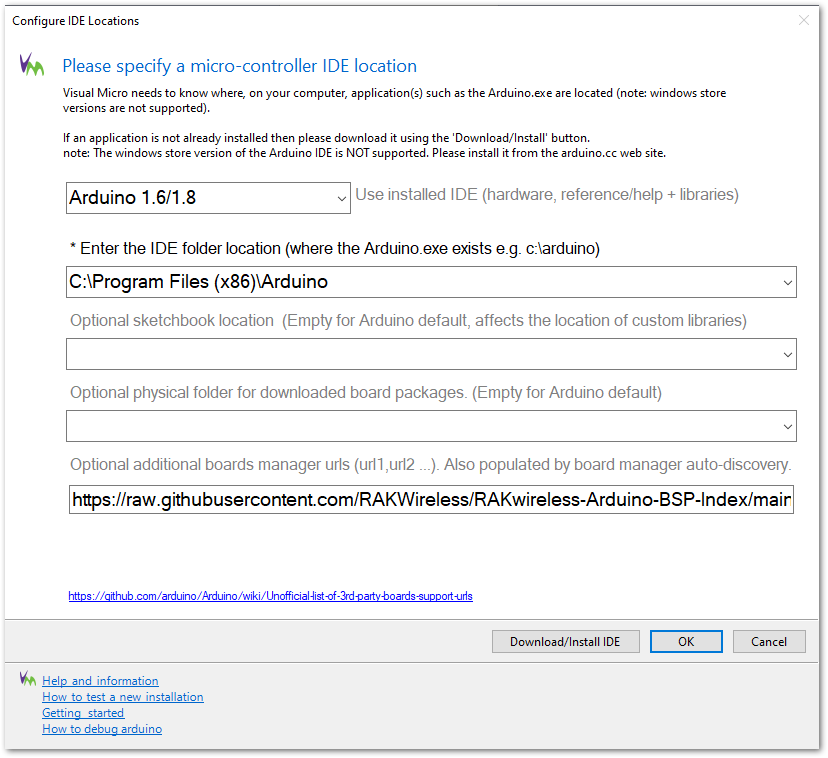 Configure IDE Locations
Please specify a micro-controller IDE location
Visual Micro needs to know where, on your computer, application(s) such as the Arduino.exe are located (note: windows store
versions are not supported).
If an application is not already installed then please download it using the 'Download/Install' button.
note: The windows store version of the Arduino IDE is NOT supported. Please install it from the arduino.cc web site.
Arduino 1.6/1.8
Use installed IDE (hardware, reference/help + libraries)
* Enter the IDE folder location (where the Arduino.exe exists e.g. c:\arduino)
C:\Program Files (x86)\Arduino
Optional sketchbook location  (Empty for Arduino default, affects the location of custom libraries)
Optional physical folder for downloaded board packages. (Empty for Arduino default)
Optional additional boards manager urls (url1,url2 ...). Also populated by board manager auto-discovery.
https://raw.githubusercontent.com/RAKWireless/RAKwireless-Arduino-BSP-Index/main
https://github.com/arduino/Arduino/wiki/Unofficial-list-of-3rd-party-boards-support-urls
Download/Install IDE
OK
Cancel
Help and information
How to test a new installation
Getting started
How to debug arduino